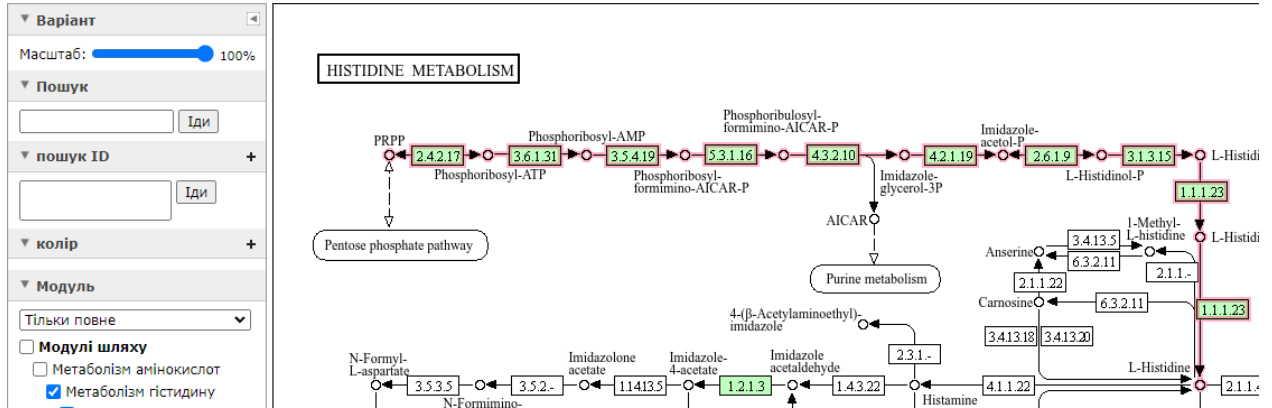 Варіант
Масштаб: 100%
Пошук
Іди
пошук ID +
Іди
колір +
Модуль
Тільки повне
Модулі шляху
Метаболізм амінокислот
Метаболізм гістидину
HISTIDINE METABOLISM
PRPP
2.4.2.17
Phosphoribosyl-ATP
3.6.1.31
Phosphoribosyl-AMP
3.5.4.19
Phosphoribosyl-
formimino-AICAR-P
5.3.1.16
Phosphoribulosyl-
formimino-AICAR-P
4.3.2.10
Imidazole-
glycerol-3P
4.2.1.19
Imidazole-
acetol-P
2.6.1.9
L-Histidinol-P
3.1.3.15
L-Histidi
1.1.1.23
L-Histidi
AICAR
Pentose phosphate pathway
Purine metabolism
Anserine
3.4.13.5
6.3.2.11
1-Methyl-
L-histidine
2.1.1.-
2.1.1.22
Carnosine
6.3.2.11
1.1.1.23
3.4.13.18
3.4.13.20
4-(β-Acetylaminoethyl)-
imidazole
2.3.1.-
N-Formyl-
L-aspartate
3.5.3.5
N-Formimino-
3.5.2.-
Imidazolone
acetate
1.14.13.5
Imidazole-
4-acetate
1.2.1.3
Imidazole
acetaldehyde
1.4.3.22
Histamine
4.1.1.22
L-Histidine
2.1.1.4